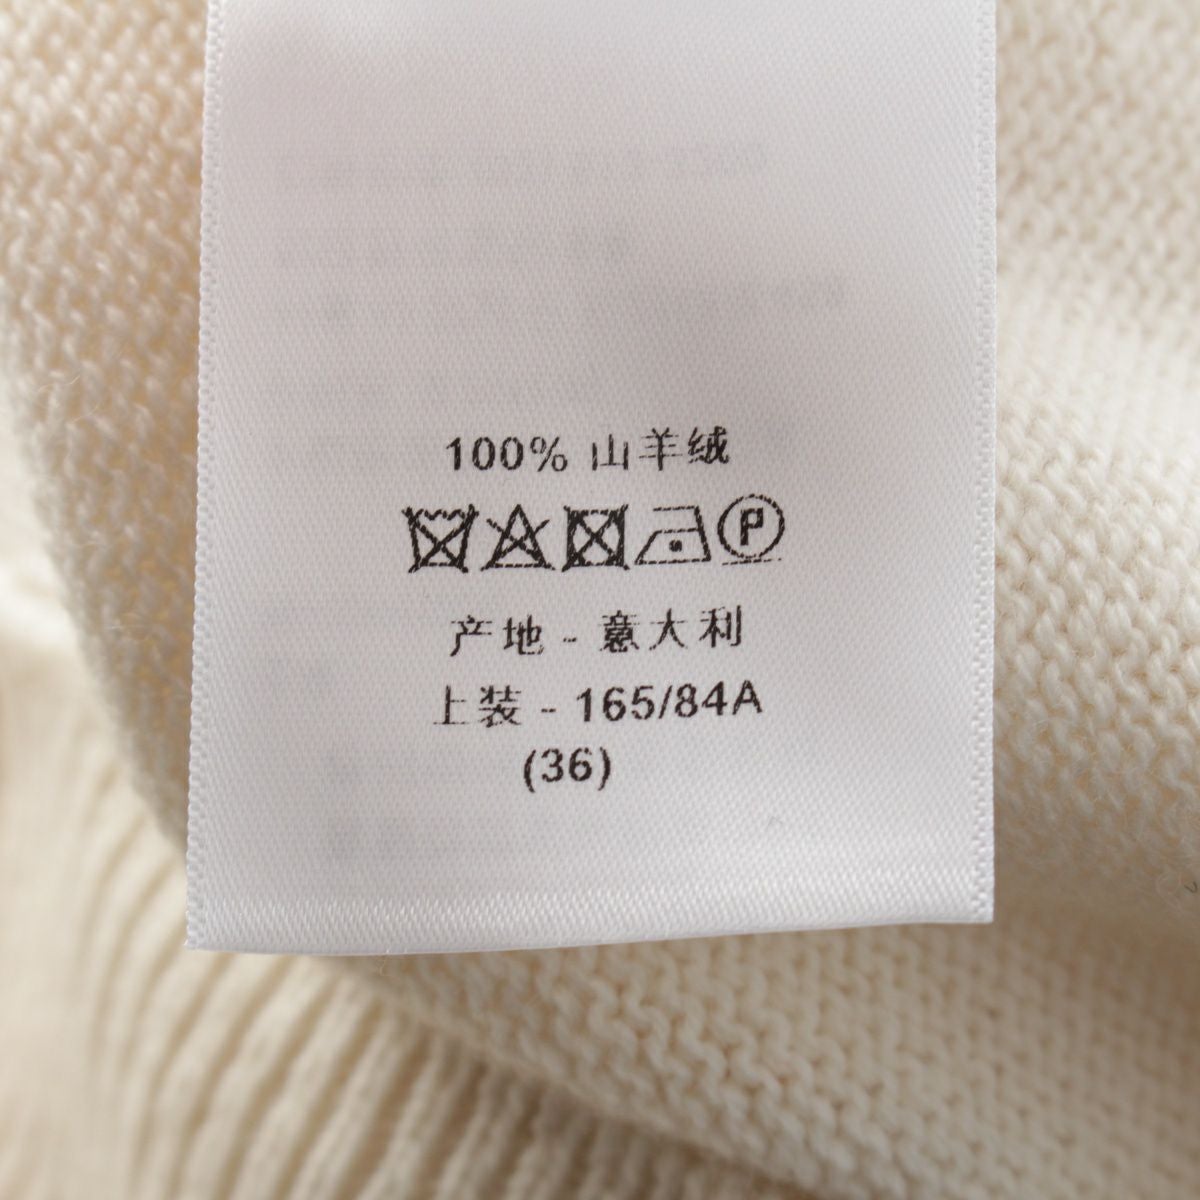 100% 山羊绒
P
产地 - 意大利
上装 - 165/84A
(36)